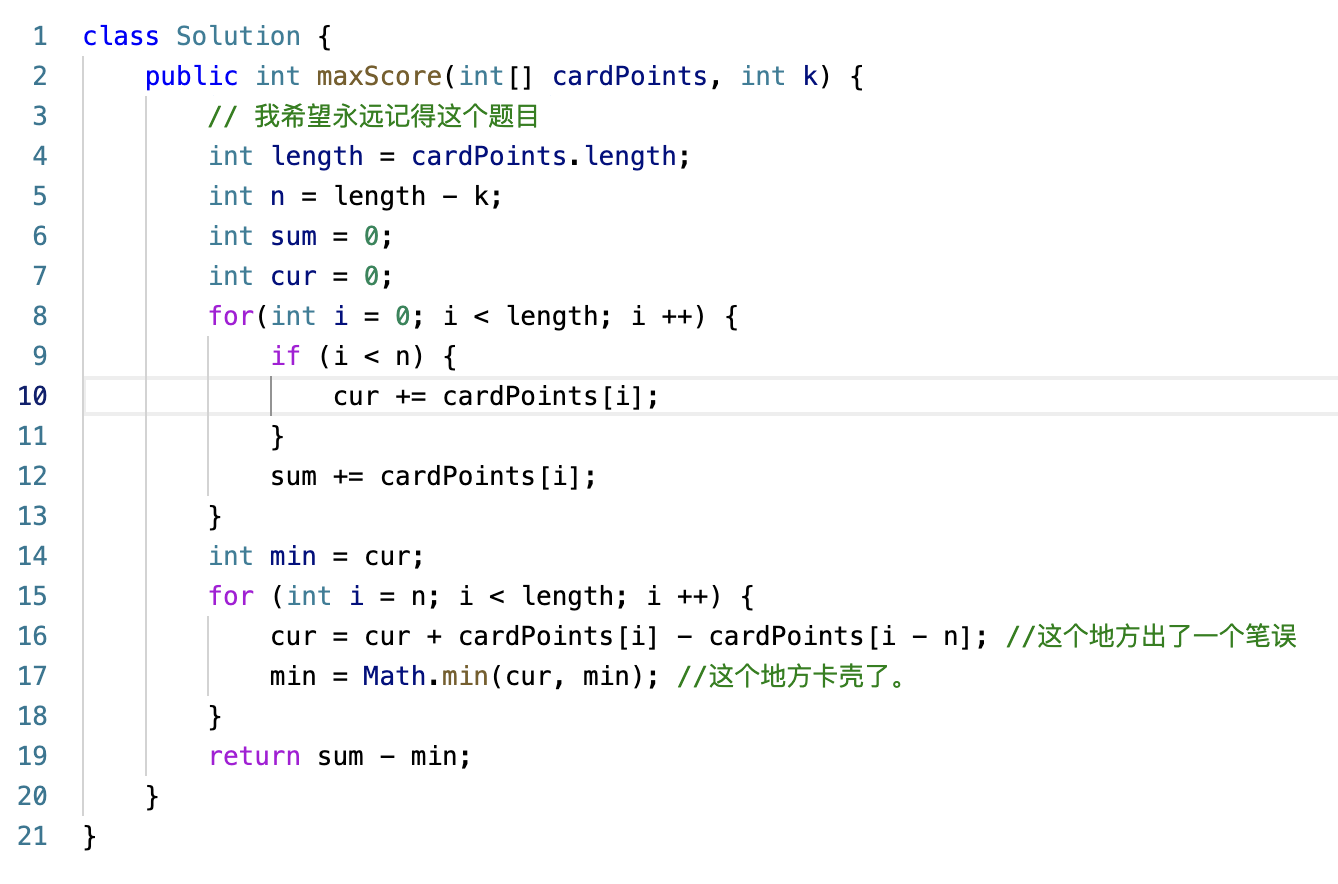 1 class Solution {
2     public int maxScore(int[] cardPoints, int k) {
3         // 我希望永远记得这个题目
4         int length = cardPoints.length;
5         int n = length - k;
6         int sum = 0;
7         int cur = 0;
8         for(int i = 0; i < length; i ++) {
9             if (i < n) {
10                 cur += cardPoints[i];
11             }
12             sum += cardPoints[i];
13         }
14         int min = cur;
15         for (int i = n; i < length; i ++) {
16             cur = cur + cardPoints[i] - cardPoints[i - n]; //这个地方出了一个笔误
17             min = Math.min(cur, min); //这个地方卡壳了。
18         }
19         return sum - min;
20     }
21 }